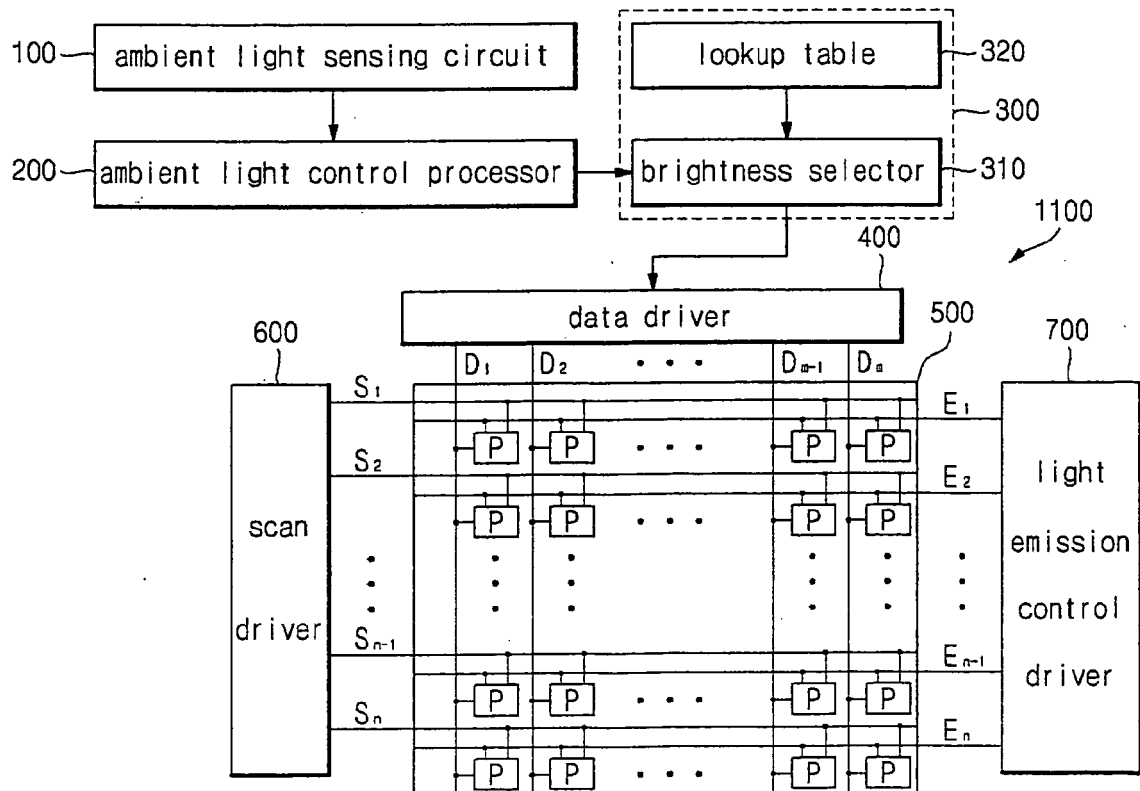 100 ambient light sensing circuit lookup table 320
300
200 ambient light control processor brightness selector 310
1100
400
data driver
600 500 700
D1 D2 . . . Dm-1 Dm
S1 E1
P P . . . P P
S2 E2
P P . . . P P
scan driver
light emission control driver
Sn-1 En-1
P P . . . P P
Sn En
P P . . . P P